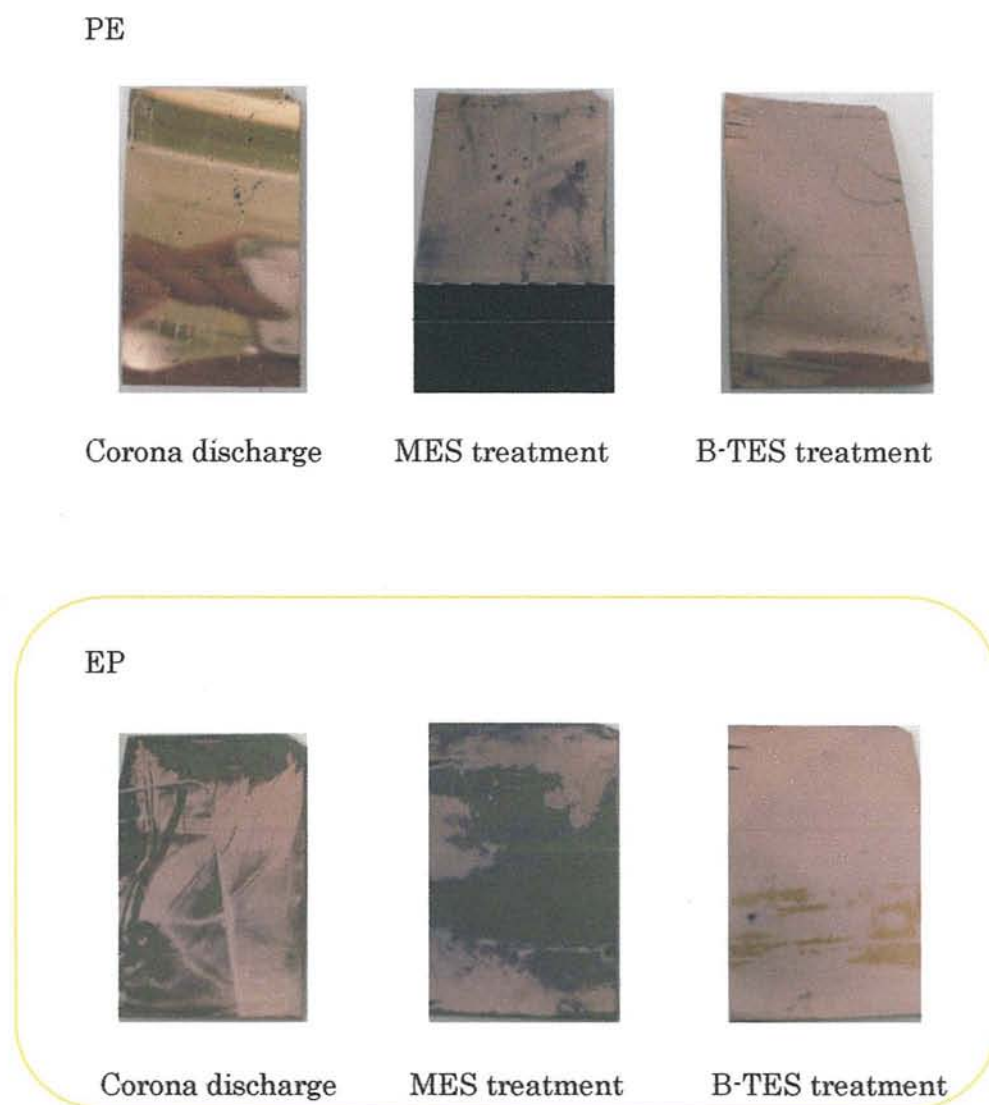 PE
Corona discharge MES treatment B-TES treatment
EP
Corona discharge MES treatment B-TES treatment